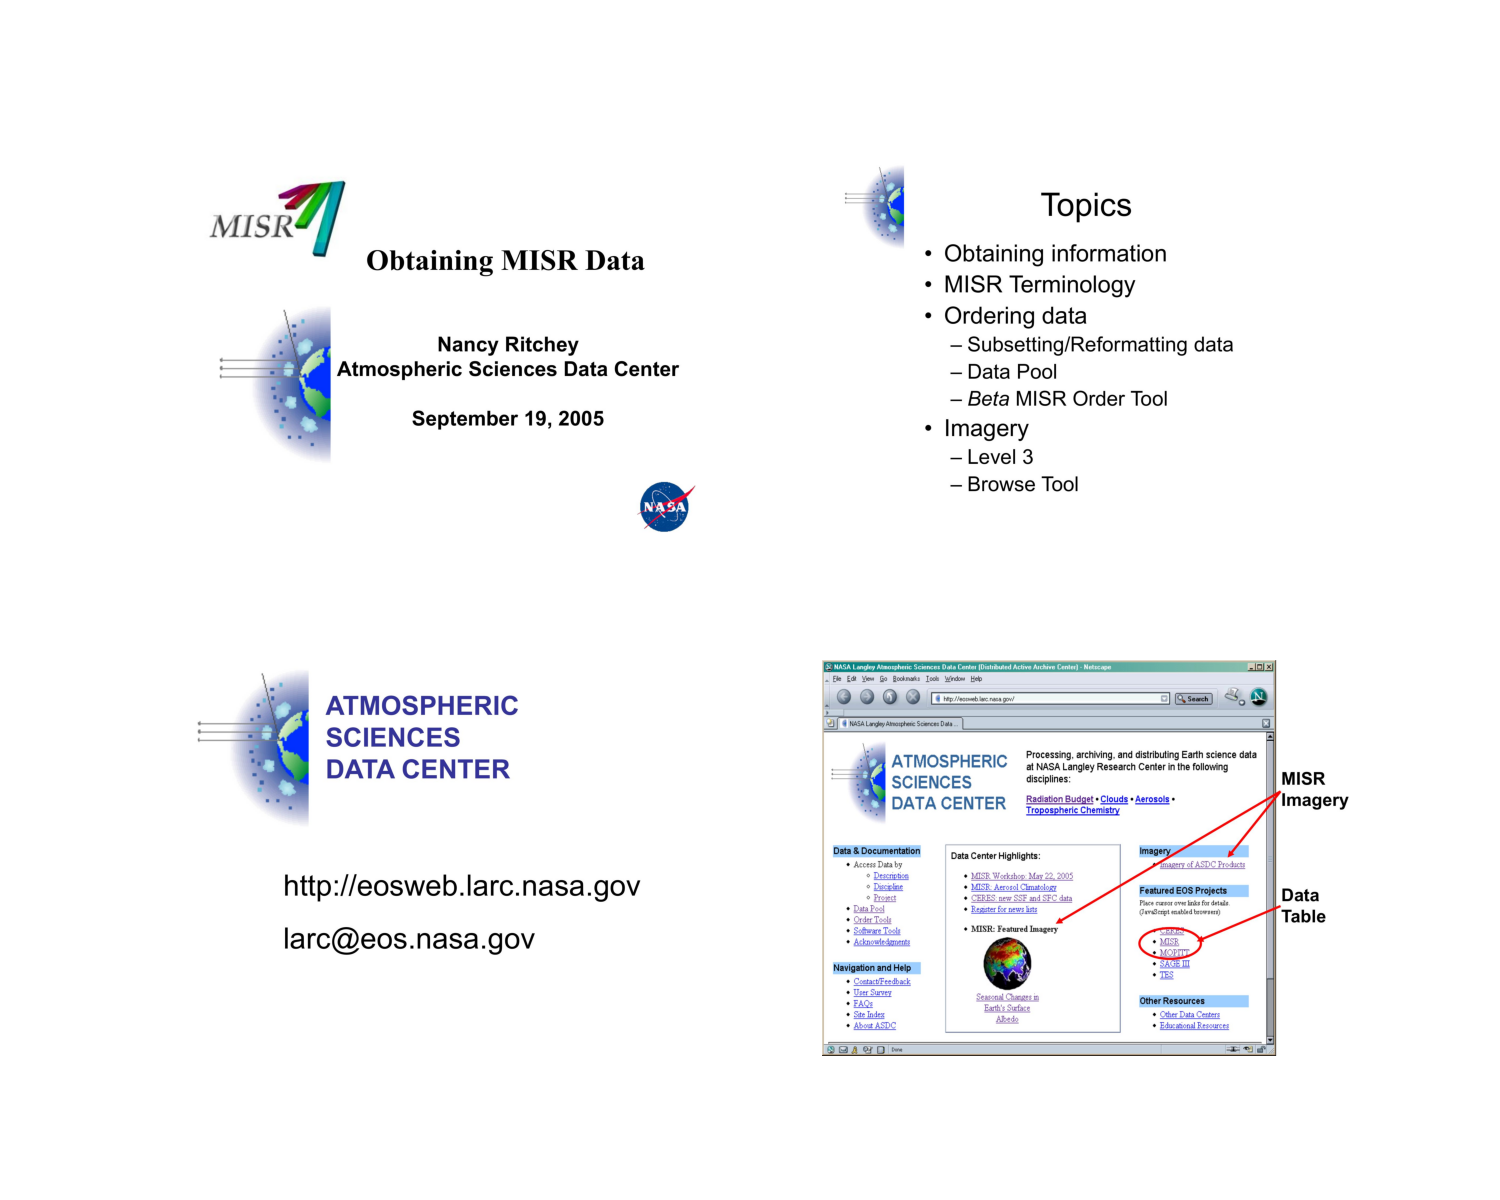 MISR
Obtaining MISR Data
Nancy Ritchey
Atmospheric Sciences Data Center
September 19, 2005
NASA
Topics
• Obtaining information
• MISR Terminology
• Ordering data
– Subsetting/Reformatting data
– Data Pool
– Beta MISR Order Tool
• Imagery
– Level 3
– Browse Tool
ATMOSPHERIC
SCIENCES
DATA CENTER
http://eosweb.larc.nasa.gov
larc@eos.nasa.gov
NASA Langley Atmospheric Sciences Data Center (Distributed Active Archive Center) - Netscape
File Edit View Go Bookmarks Tools Window Help
http://eosweb.larc.nasa.gov/
Search
N
NASA Langley Atmospheric Sciences Data ...
ATMOSPHERIC
SCIENCES
DATA CENTER
Processing, archiving, and distributing Earth science data
at NASA Langley Research Center in the following
disciplines:
Radiation Budget • Clouds • Aerosols •
Tropospheric Chemistry
Data & Documentation
• Access Data by
Description
Discipline
Project
• Data Pool
• Order Tools
• Software Tools
• Acknowledgments
Navigation and Help
• Contact/Feedback
• User Survey
• FAQs
• Site Index
• About ASDC
Data Center Highlights:
• MISR Workshop: May 22, 2005
• MISR: Aerosol Climatology
• CERES: new SSF and SFC data
• Register for news lists
• MISR: Featured Imagery
Seasonal Changes in
Earth's Surface
Albedo
Imagery
• Imagery of ASDC Products
Featured EOS Projects
Place cursor over links for details.
(JavaScript enabled browsers)
• CERES
• MISR
• MOPITT
• SAGE III
• TES
Other Resources
• Other Data Centers
• Educational Resources
Done
MISR
Imagery
Data
Table